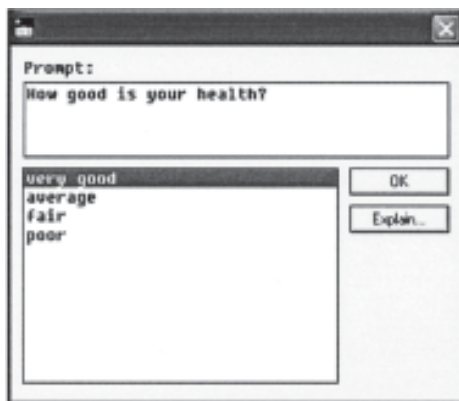 Prompt:
How good is your health?
very good
average
fair
poor
OK
Explain...